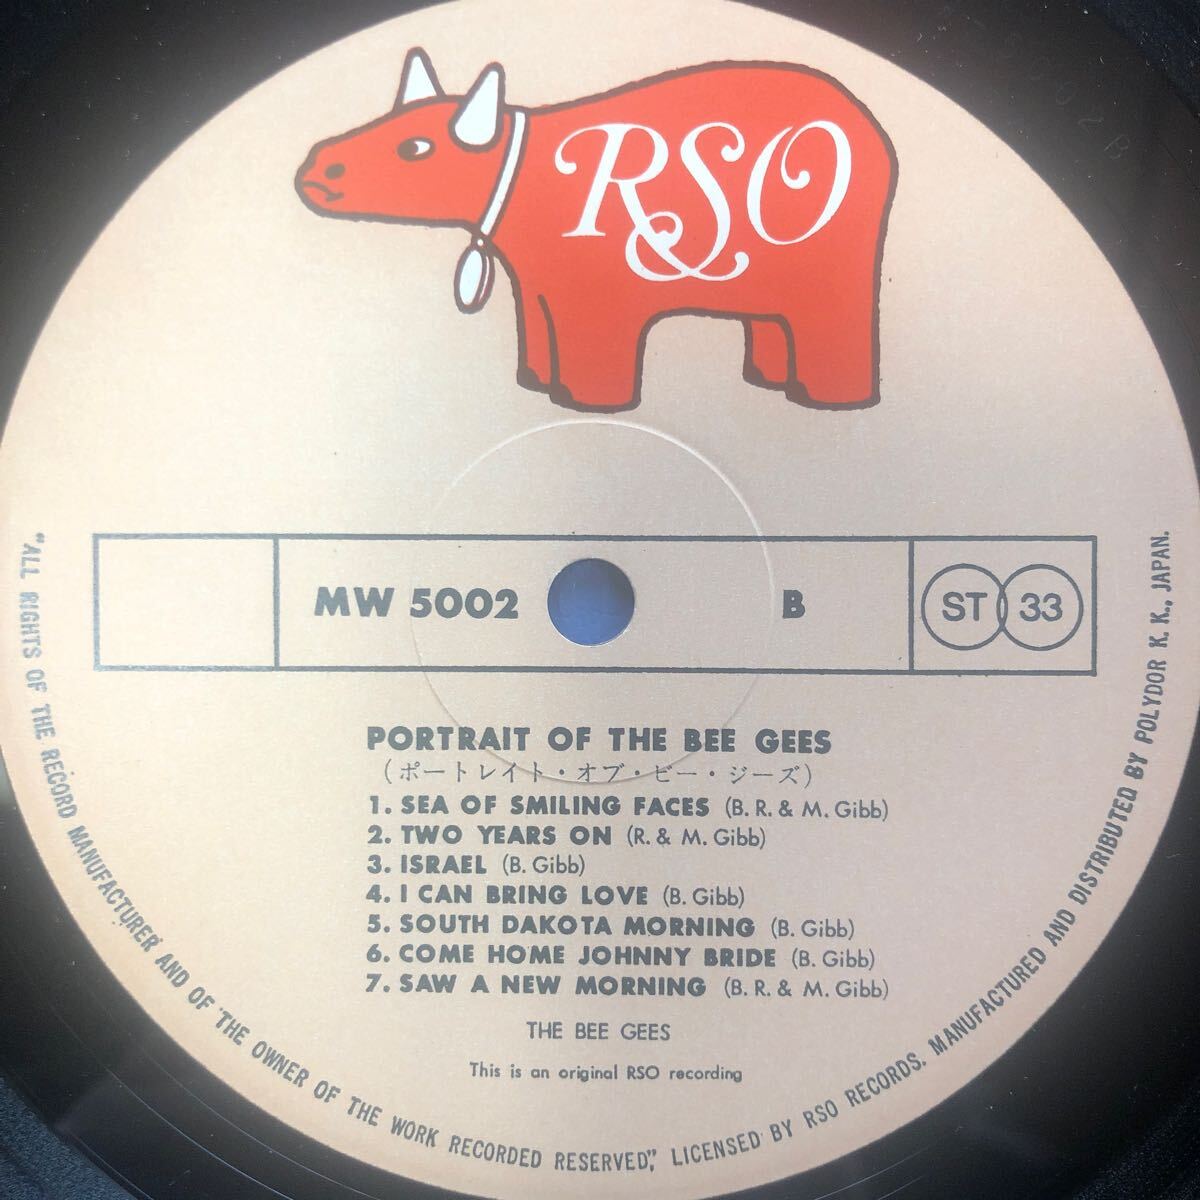 RSO
MW 5002
B
ST 33
PORTRAIT OF THE BEE GEES
(ポートレイト・オブ・ビー・ジーズ)
1. SEA OF SMILING FACES (B. R. & M. Gibb)
2. TWO YEARS ON (R. & M. Gibb)
3. ISRAEL (B. Gibb)
4. I CAN BRING LOVE (B. Gibb)
5. SOUTH DAKOTA MORNING (B. Gibb)
6. COME HOME JOHNNY BRIDE (B. Gibb)
7. SAW A NEW MORNING (B. R. & M. Gibb)
THE BEE GEES
This is an original RSO recording
"ALL RIGHTS OF THE RECORD MANUFACTURER AND OF THE OWNER OF THE WORK RECORDED RESERVED", LICENSED BY RSO RECORDS. MANUFACTURED AND DISTRIBUTED BY POLYDOR K. K., JAPAN.